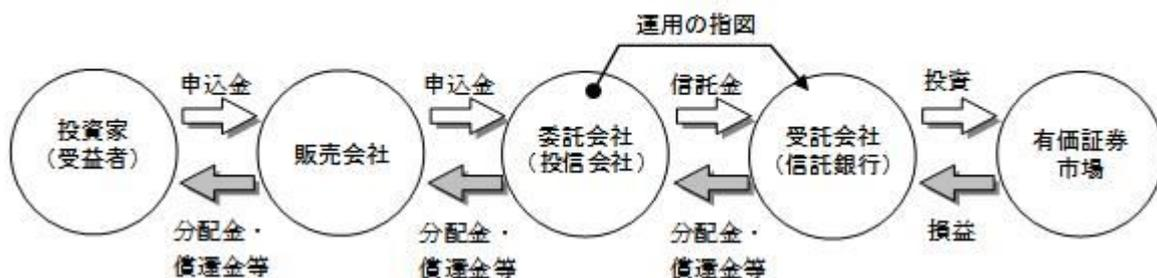 運用の指図
申込金
申込金
信託金
投資
投資家
（受益者）
販売会社
委託会社
（投信会社）
受託会社
（信託銀行）
有価証券
市場
分配金・
償還金等
分配金・
償還金等
分配金・
償還金等
損益